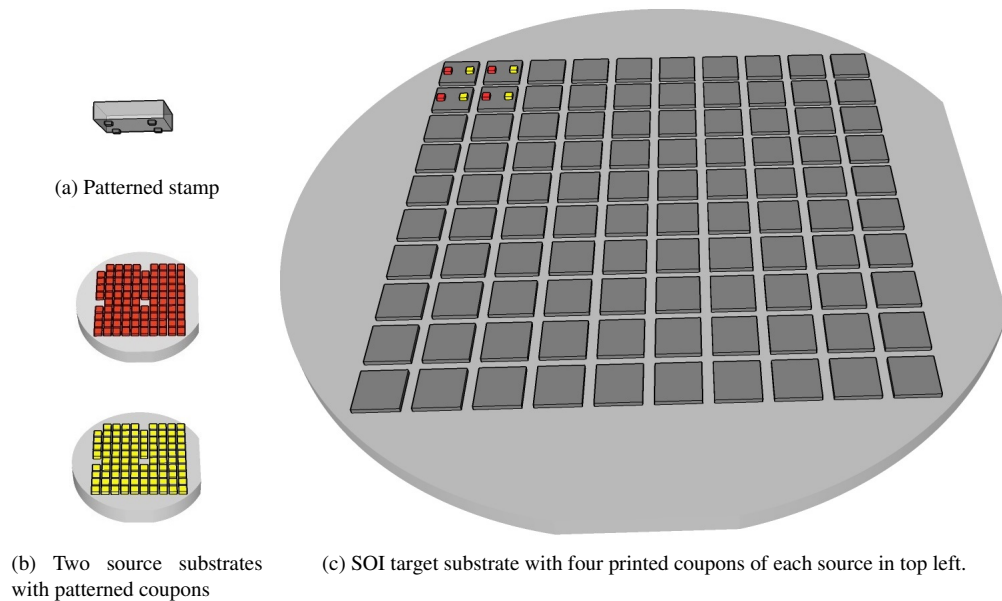 (a) Patterned stamp
(b) Two source substrates
with patterned coupons
(c) SOI target substrate with four printed coupons of each source in top left.